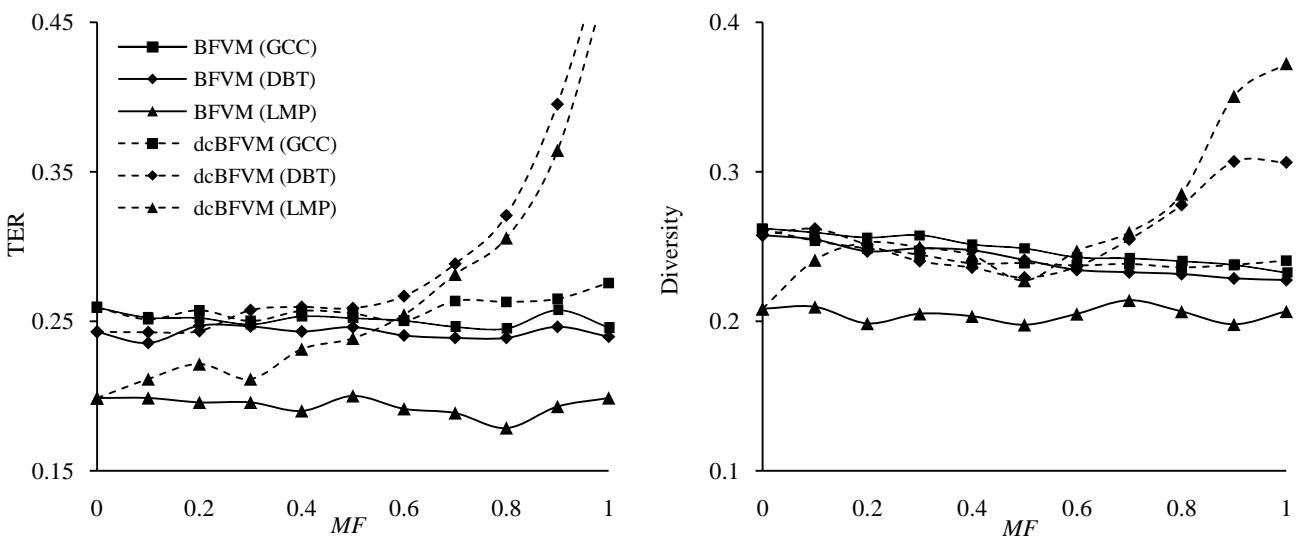 0.45
0.35
0.25
0.15
TER
BFVM (GCC)
BFVM (DBT)
BFVM (LMP)
dcBFVM (GCC)
dcBFVM (DBT)
dcBFVM (LMP)
0 0.2 0.4 0.6 0.8 1
MF
0.4
0.3
0.2
0.1
Diversity
0 0.2 0.4 0.6 0.8 1
MF